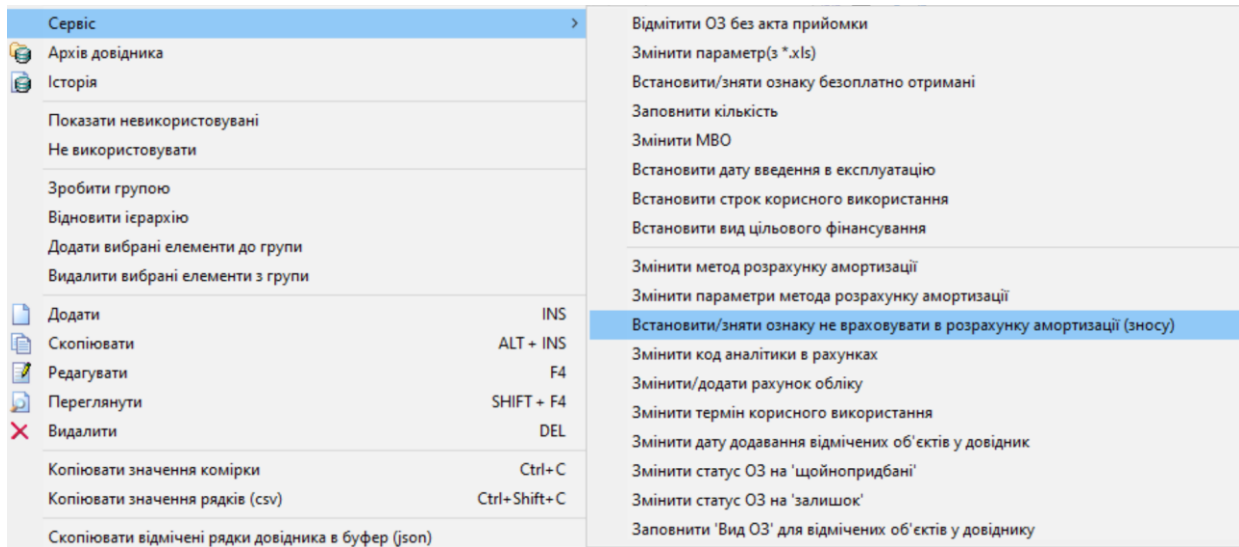 Сервіс >
Архів довідника
Історія
Показати невикористовувані
Не використовувати
Зробити групою
Відновити ієрархію
Додати вибрані елементи до групи
Видалити вибрані елементи з групи
Додати INS
Скопіювати ALT + INS
Редагувати F4
Переглянути SHIFT + F4
Видалити DEL
Копіювати значення комірки Ctrl+C
Копіювати значення рядків (csv) Ctrl+Shift+C
Скопіювати відмічені рядки довідника в буфер (json)
Відмітити ОЗ без акта прийомки
Змінити параметр(з *.xls)
Встановити/зняти ознаку безоплатно отримані
Заповнити кількість
Змінити МВО
Встановити дату введення в експлуатацію
Встановити строк корисного використання
Встановити вид цільового фінансування
Змінити метод розрахунку амортизації
Змінити параметри метода розрахунку амортизації
Встановити/зняти ознаку не враховувати в розрахунку амортизації (зносу)
Змінити код аналітики в рахунках
Змінити/додати рахунок обліку
Змінити термін корисного використання
Змінити дату додавання відмічених об'єктів у довідник
Змінити статус ОЗ на 'щойнопридбані'
Змінити статус ОЗ на 'залишок'
Заповнити 'Вид ОЗ' для відмічених об'єктів у довіднику